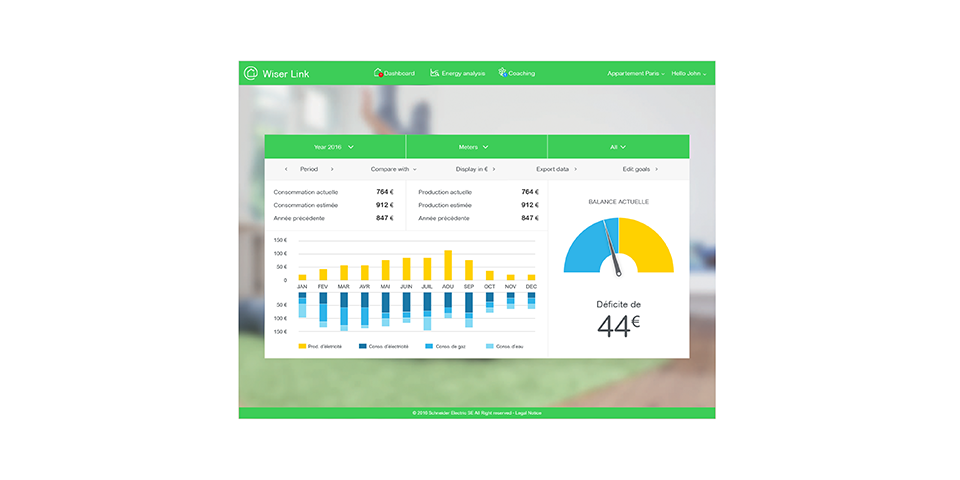 Wiser Link Dashboard Energy analysis Coaching Appartement Paris Hello John
Year 2016 Meters All
Period Compare with Display in € Export data Edit goals
Consommation actuelle 764 € Production actuelle 764 €
Consommation estimée 912 € Production estimée 912 €
Année précédente 847 € Année précédente 847 €
BALANCE ACTUELLE
150 €
100 €
50 €
0
JAN FEV MAR AVR MAI JUIN JUIL AOU SEP OCT NOV DEC
50 €
100 €
150 €
Prod. d'életricité Conso. d'électricité Conso de gaz Conso. d'eau
Déficite de
44€
© 2016 Schneider Electric SE All Right reserved - Legal Notice